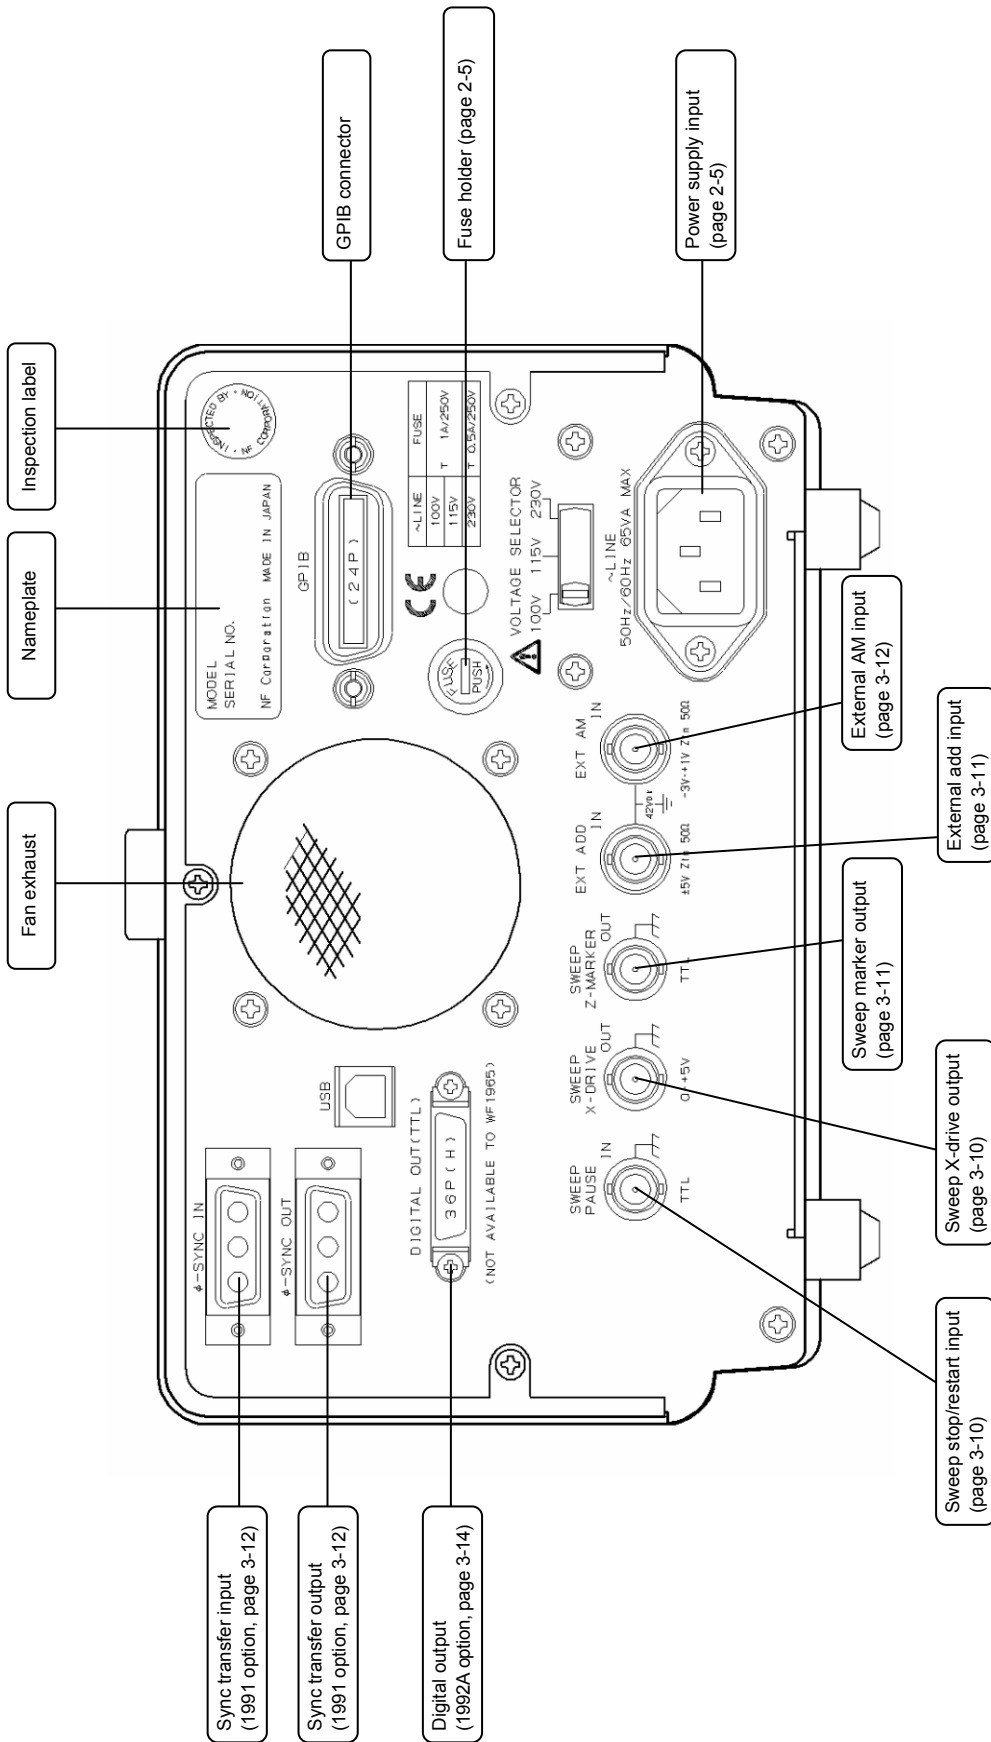 Fan exhaust
Nameplate
Inspection label
Sync transfer input
(1991 option, page 3-12)
Sync transfer output
(1991 option, page 3-12)
Digital output
(1992A option, page 3-14)
GPIB connector
Fuse holder (page 2-5)
Power supply input
(page 2-5)
ϕ-SYNC IN
ϕ-SYNC OUT
USB
DIGITAL OUT(TTL)
36P(H)
(NOT AVAILABLE TO WF1965)
MODEL
SERIAL NO.
NF Corporation MADE IN JAPAN
INSPECTED BY
NF CORPORATION
GPIB
(24P)
CE
~LINE FUSE
100V
115V T 1A/250V
230V T 0.5A/250V
FUSE
PUSH
VOLTAGE SELECTOR
100V 115V 230V
~LINE
50Hz/60Hz 65VA MAX
SWEEP
PAUSE IN
TTL
SWEEP
X-DRIVE OUT
0-+5V
SWEEP
Z-MARKER OUT
TTL
EXT ADD
IN
±5V Zin 50Ω
EXT AM
IN
-3V-+1V Zin 50Ω
Sweep stop/restart input
(page 3-10)
Sweep X-drive output
(page 3-10)
Sweep marker output
(page 3-11)
External add input
(page 3-11)
External AM input
(page 3-12)